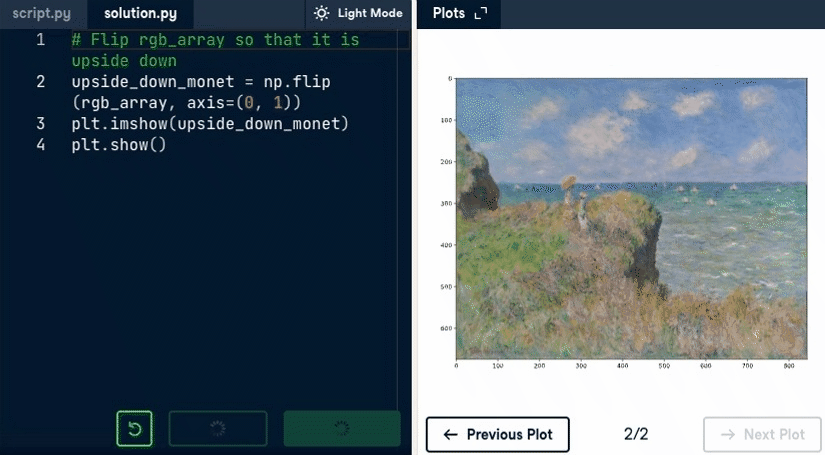 script.py
solution.py
Light Mode
1 # Flip rgb_array so that it is
upside down
2 upside_down_monet = np.flip
(rgb_array, axis=(0, 1))
3 plt.imshow(upside_down_monet)
4 plt.show()
Plots
0
100
200
300
400
500
600
0 100 200 300 400 500 600 700 800
← Previous Plot
2/2
→ Next Plot